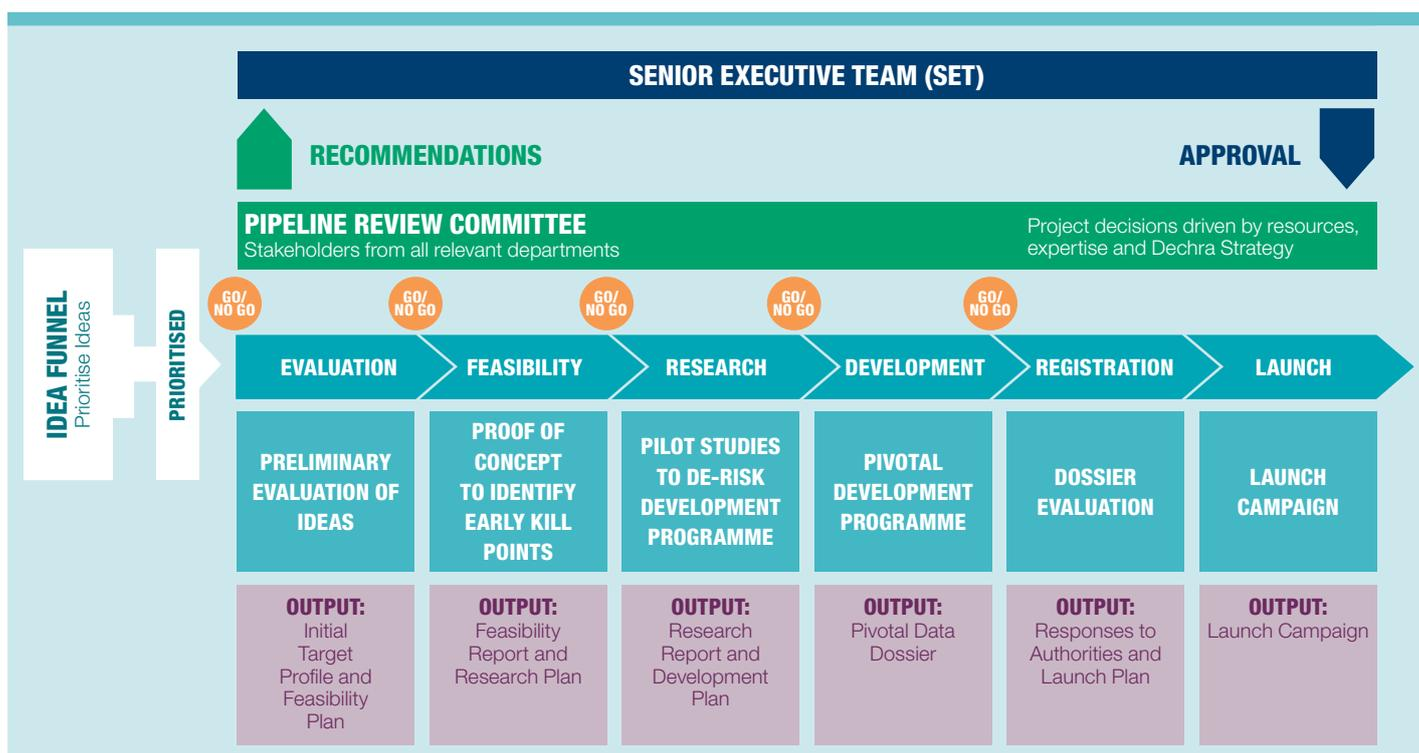 SENIOR EXECUTIVE TEAM (SET)
RECOMMENDATIONS
APPROVAL
PIPELINE REVIEW COMMITTEE
Stakeholders from all relevant departments
Project decisions driven by resources,
expertise and Dechra Strategy
IDEA FUNNEL
Prioritise Ideas
PRIORITISED
GO/
NO GO
GO/
NO GO
GO/
NO GO
GO/
NO GO
GO/
NO GO
EVALUATION
FEASIBILITY
RESEARCH
DEVELOPMENT
REGISTRATION
LAUNCH
PRELIMINARY
EVALUATION OF
IDEAS
PROOF OF
CONCEPT
TO IDENTIFY
EARLY KILL
POINTS
PILOT STUDIES
TO DE-RISK
DEVELOPMENT
PROGRAMME
PIVOTAL
DEVELOPMENT
PROGRAMME
DOSSIER
EVALUATION
LAUNCH
CAMPAIGN
OUTPUT:
Initial
Target
Profile and
Feasibility
Plan
OUTPUT:
Feasibility
Report and
Research Plan
OUTPUT:
Research
Report and
Development
Plan
OUTPUT:
Pivotal Data
Dossier
OUTPUT:
Responses to
Authorities and
Launch Plan
OUTPUT:
Launch Campaign